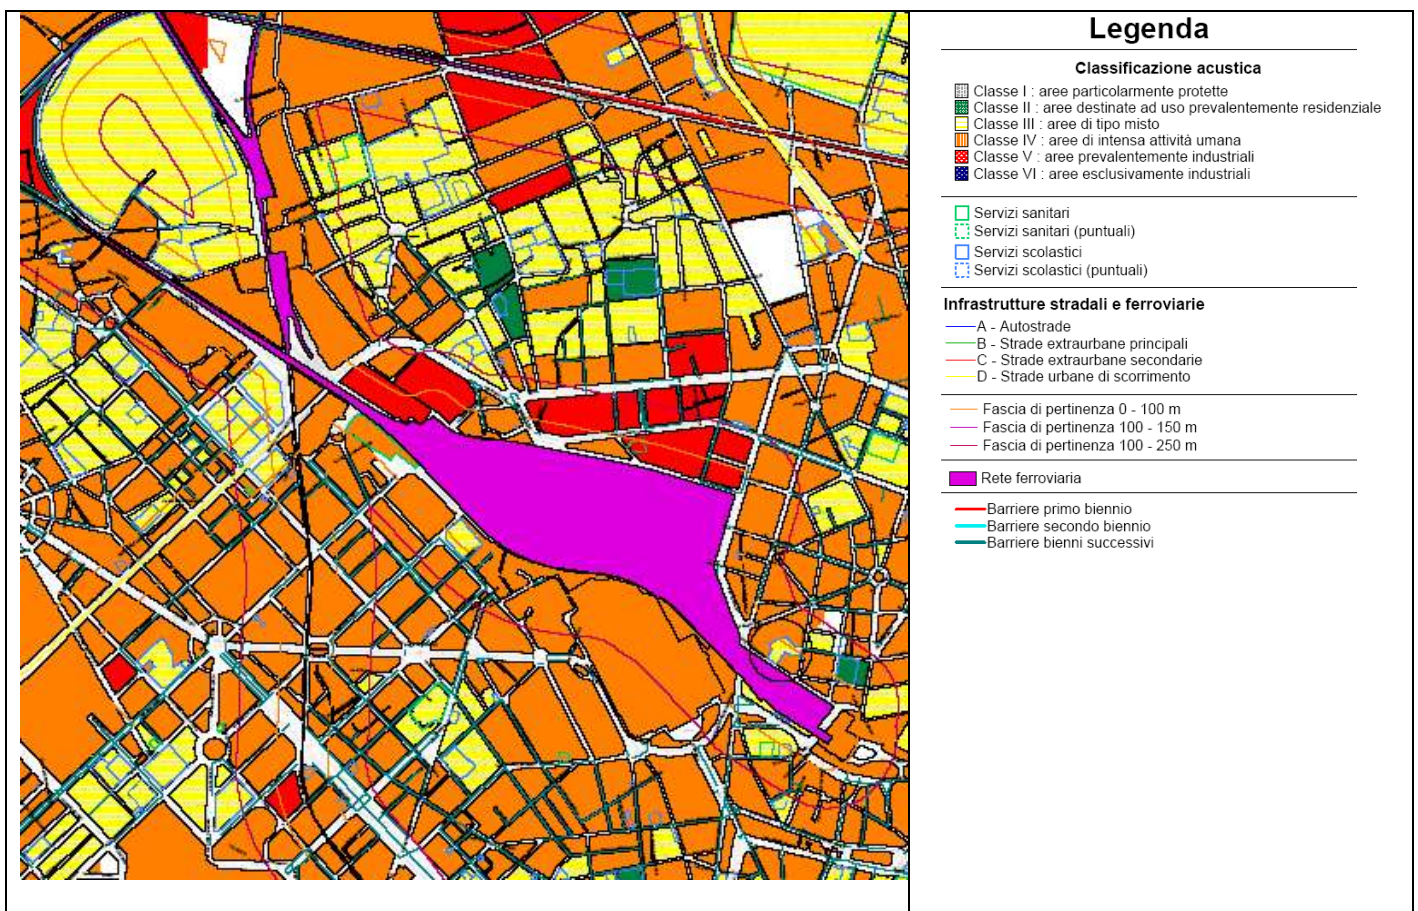 Legenda
Classificazione acustica
Classe I : aree particolarmente protette
Classe II : aree destinate ad uso prevalentemente residenziale
Classe III : aree di tipo misto
Classe IV : aree di intensa attività umana
Classe V : aree prevalentemente industriali
Classe VI : aree esclusivamente industriali
Servizi sanitari
Servizi sanitari (puntuali)
Servizi scolastici
Servizi scolastici (puntuali)
Infrastrutture stradali e ferroviarie
A - Autostrade
B - Strade extraurbane principali
C - Strade extraurbane secondarie
D - Strade urbane di scorrimento
Fascia di pertinenza 0 - 100 m
Fascia di pertinenza 100 - 150 m
Fascia di pertinenza 100 - 250 m
Rete ferroviaria
Barriere primo biennio
Barriere secondo biennio
Barriere bienni successivi